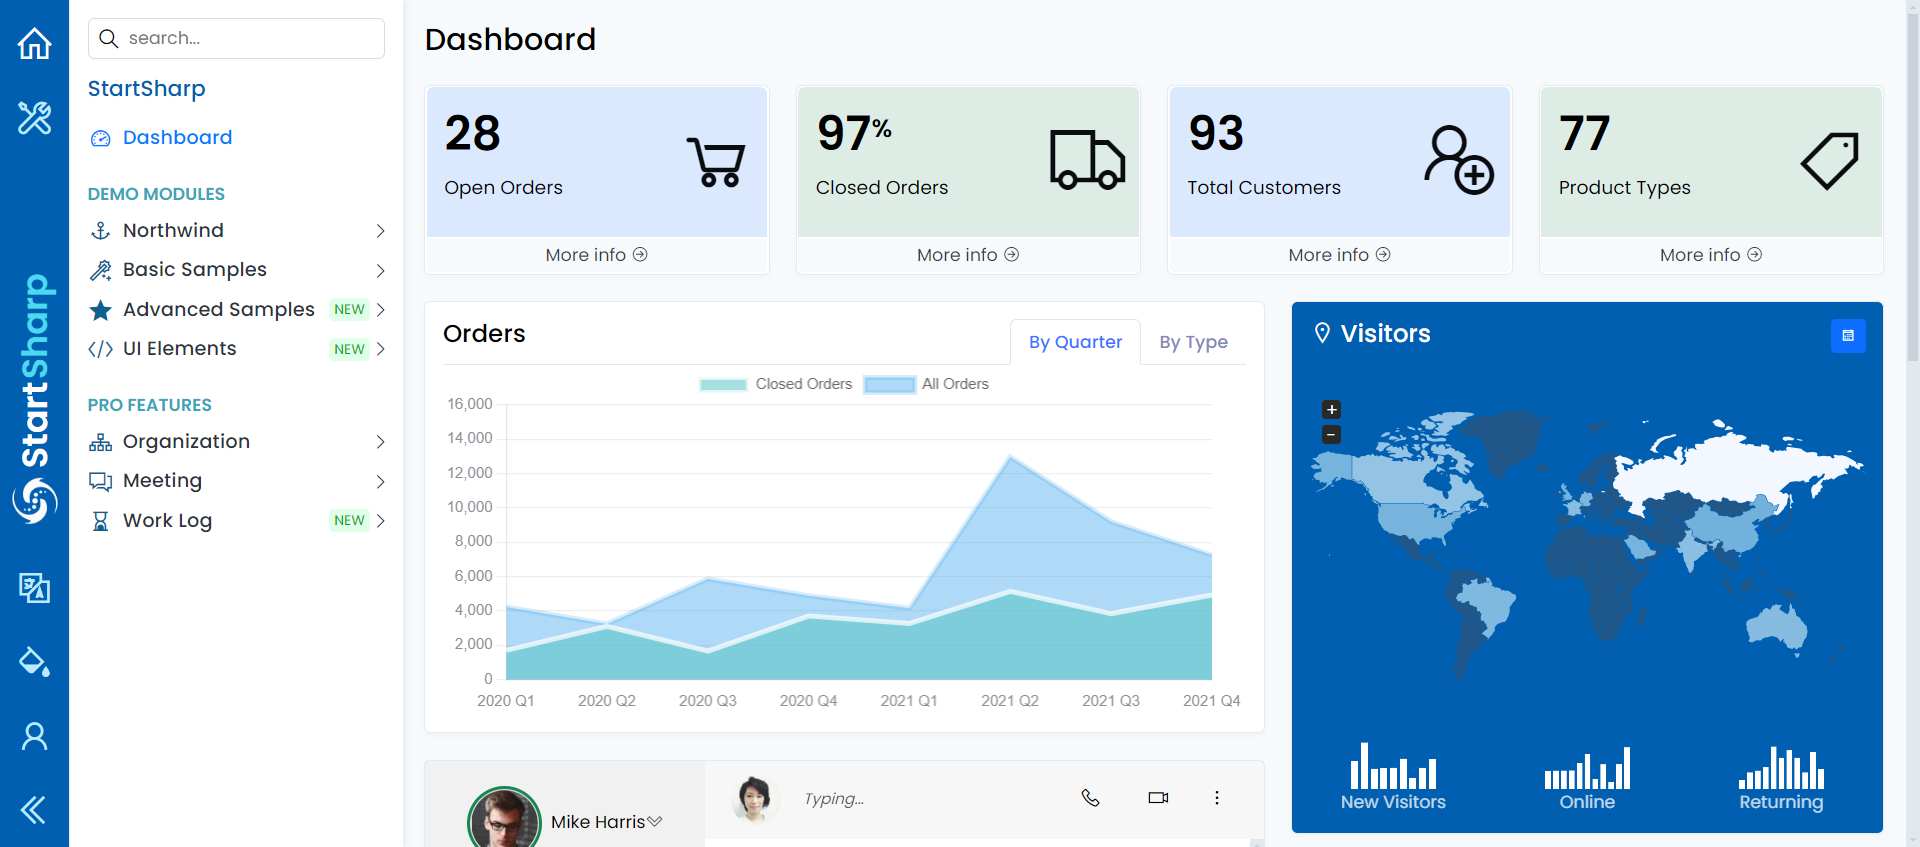 search...
StartSharp
Dashboard
DEMO MODULES
Northwind
Basic Samples
Advanced Samples NEW
UI Elements NEW
PRO FEATURES
Organization
Meeting
Work Log NEW
StartSharp
Dashboard
28
Open Orders
More info
97%
Closed Orders
More info
93
Total Customers
More info
77
Product Types
More info
Orders
By Quarter
By Type
Closed Orders All Orders
16,000
14,000
12,000
10,000
8,000
6,000
4,000
2,000
0
2020 Q1 2020 Q2 2020 Q3 2020 Q4 2021 Q1 2021 Q2 2021 Q3 2021 Q4
Visitors
+
−
New Visitors
Online
Returning
Mike Harris
Typing...